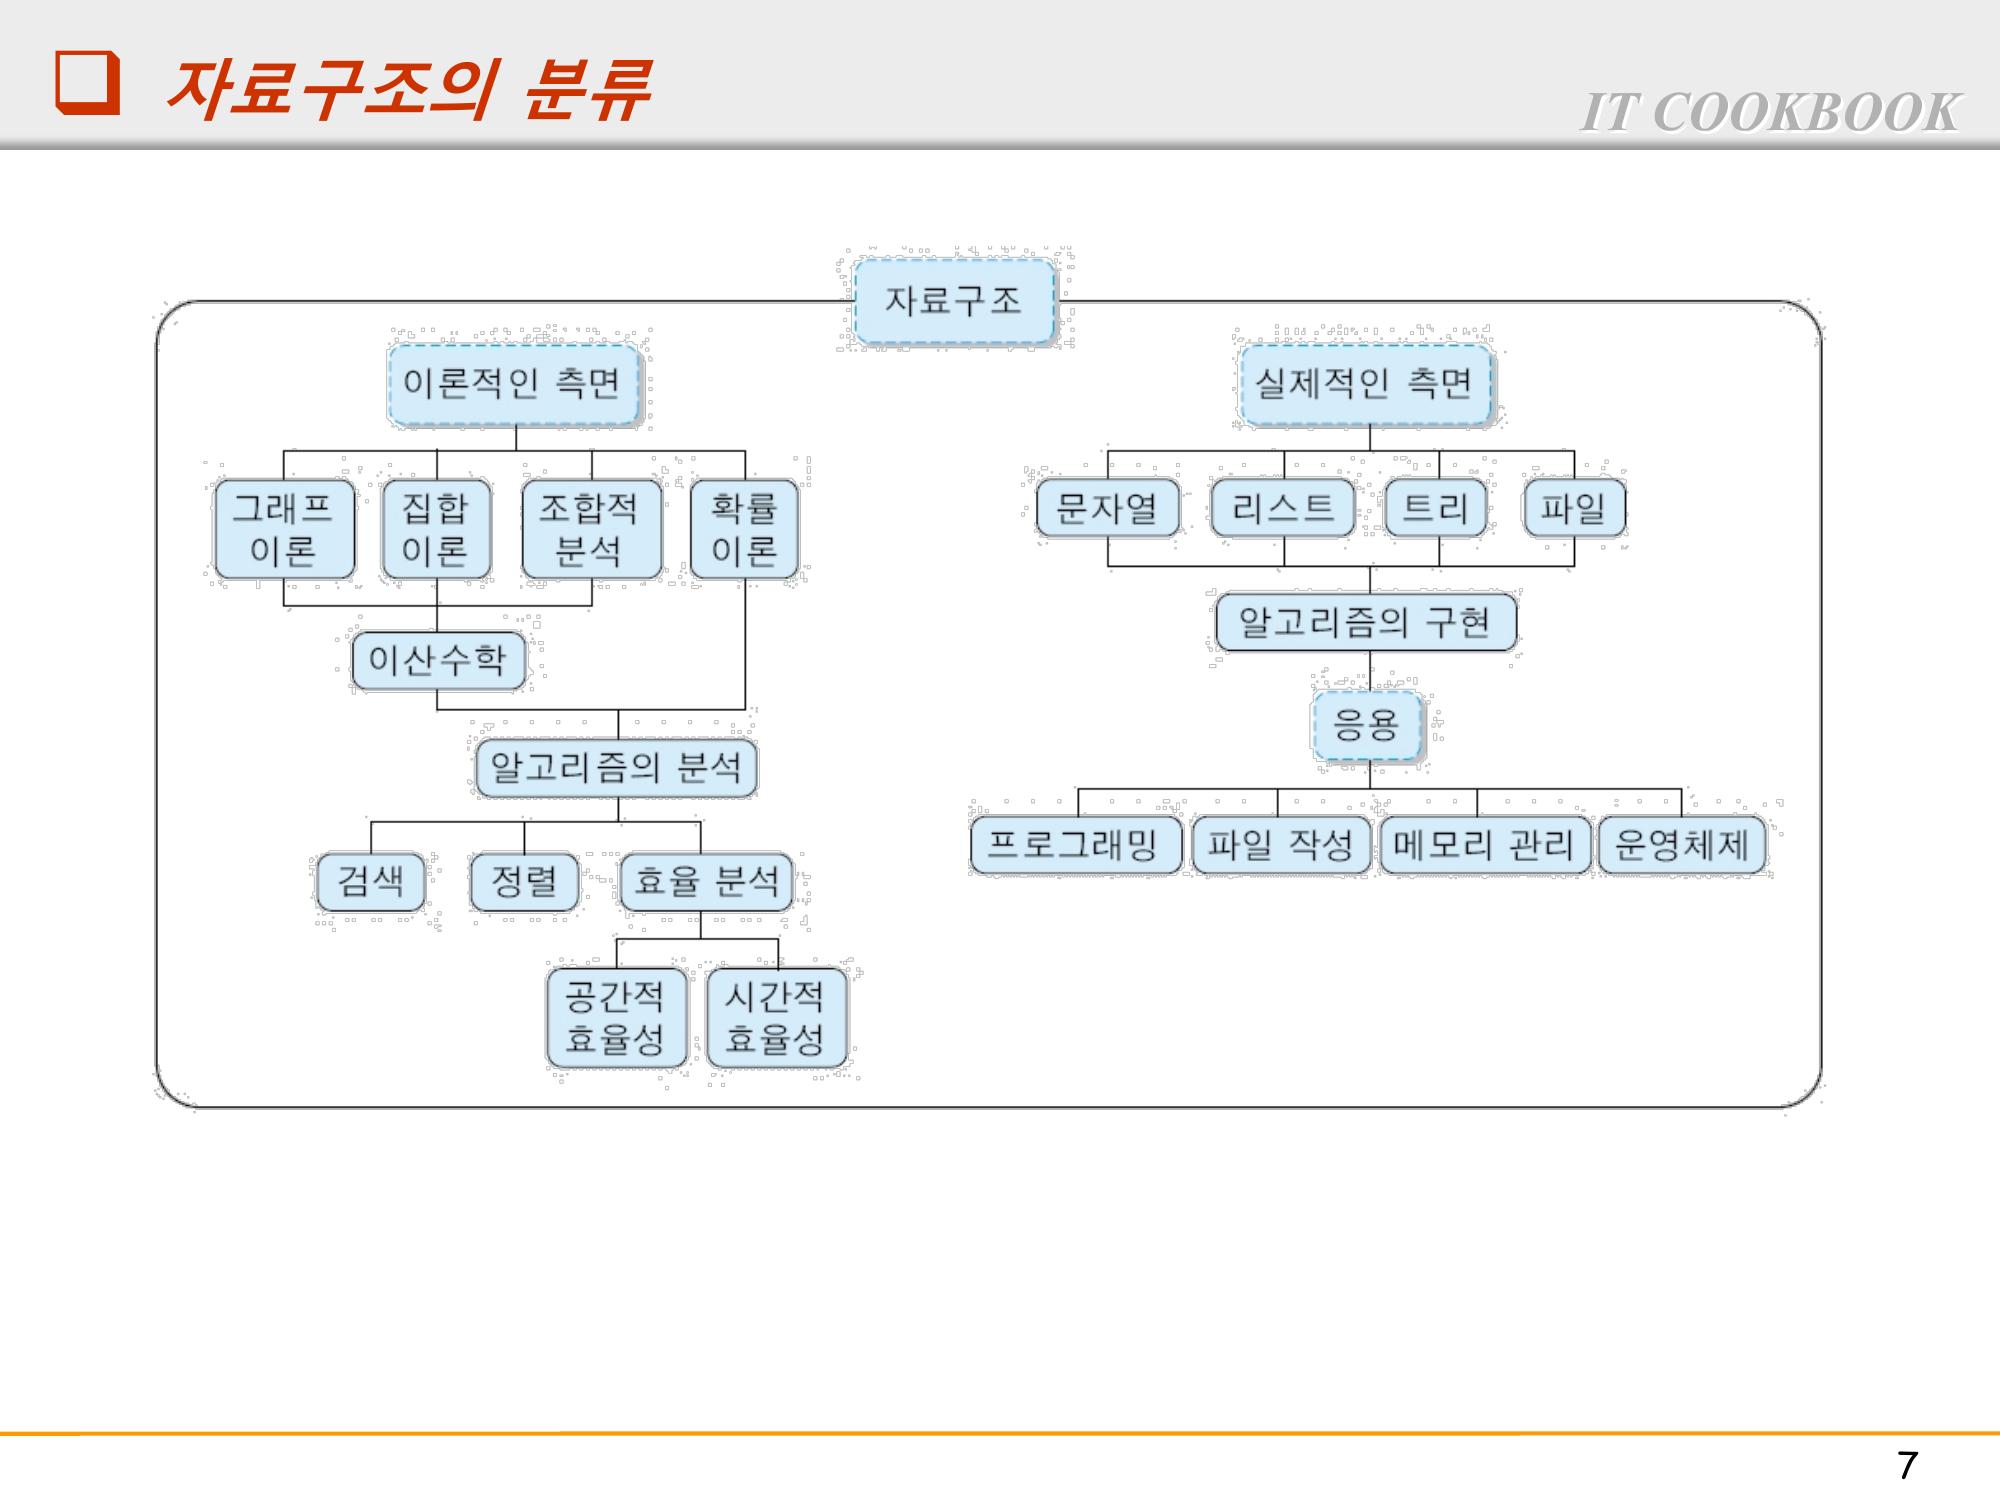 자료구조의 분류
IT COOKBOOK
자료구조
이론적인 측면
그래프
이론
집합
이론
조합적
분석
확률
이론
이산수학
알고리즘의 분석
검색
정렬
효율 분석
공간적
효율성
시간적
효율성
실제적인 측면
문자열
리스트
트리
파일
알고리즘의 구현
응용
프로그래밍
파일 작성
메모리 관리
운영체제
7